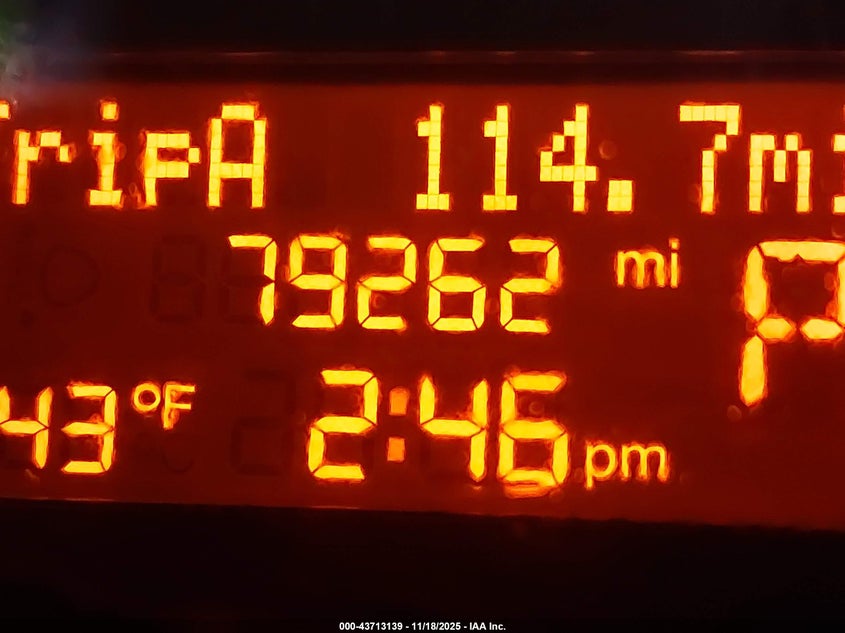 TripA 114.7mi
79262 mi P
43°F 2:46 pm
000-43713139 - 11/18/2025 - IAA Inc.